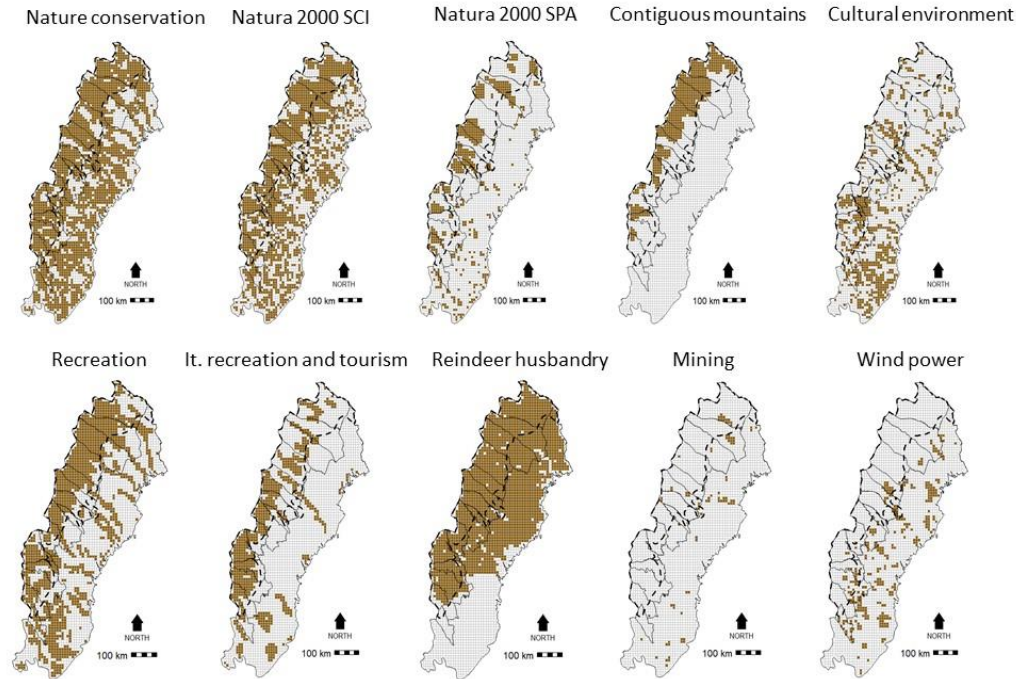 Nature conservation
Natura 2000 SCI
Natura 2000 SPA
Contiguous mountains
Cultural environment
NORTH
100 km
NORTH
100 km
NORTH
100 km
NORTH
100 km
NORTH
100 km
Recreation
It. recreation and tourism
Reindeer husbandry
Mining
Wind power
NORTH
100 km
NORTH
100 km
NORTH
100 km
NORTH
100 km
NORTH
100 km